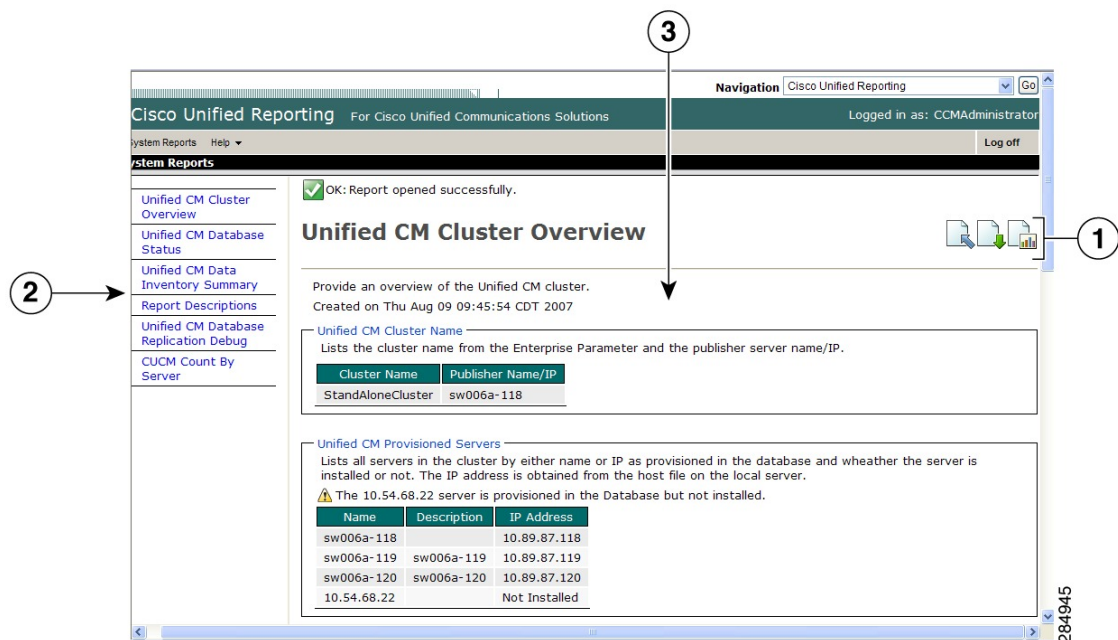 3
Navigation Cisco Unified Reporting Go
Cisco Unified Reporting For Cisco Unified Communications Solutions
Logged in as: CCMAdministrator
ystem Reports Help
Log off
ystem Reports
Unified CM Cluster
Overview
Unified CM Database
Status
Unified CM Data
Inventory Summary
Report Descriptions
Unified CM Database
Replication Debug
CUCM Count By
Server
2
OK: Report opened successfully.
Unified CM Cluster Overview
1
Provide an overview of the Unified CM cluster.
Created on Thu Aug 09 09:45:54 CDT 2007
Unified CM Cluster Name
Lists the cluster name from the Enterprise Parameter and the publisher server name/IP.
Cluster Name Publisher Name/IP
StandAloneCluster sw006a-118
Unified CM Provisioned Servers
Lists all servers in the cluster by either name or IP as provisioned in the database and wheather the server is
installed or not. The IP address is obtained from the host file on the local server.
The 10.54.68.22 server is provisioned in the Database but not installed.
Name Description IP Address
sw006a-118 10.89.87.118
sw006a-119 sw006a-119 10.89.87.119
sw006a-120 sw006a-120 10.89.87.120
10.54.68.22 Not Installed
284945